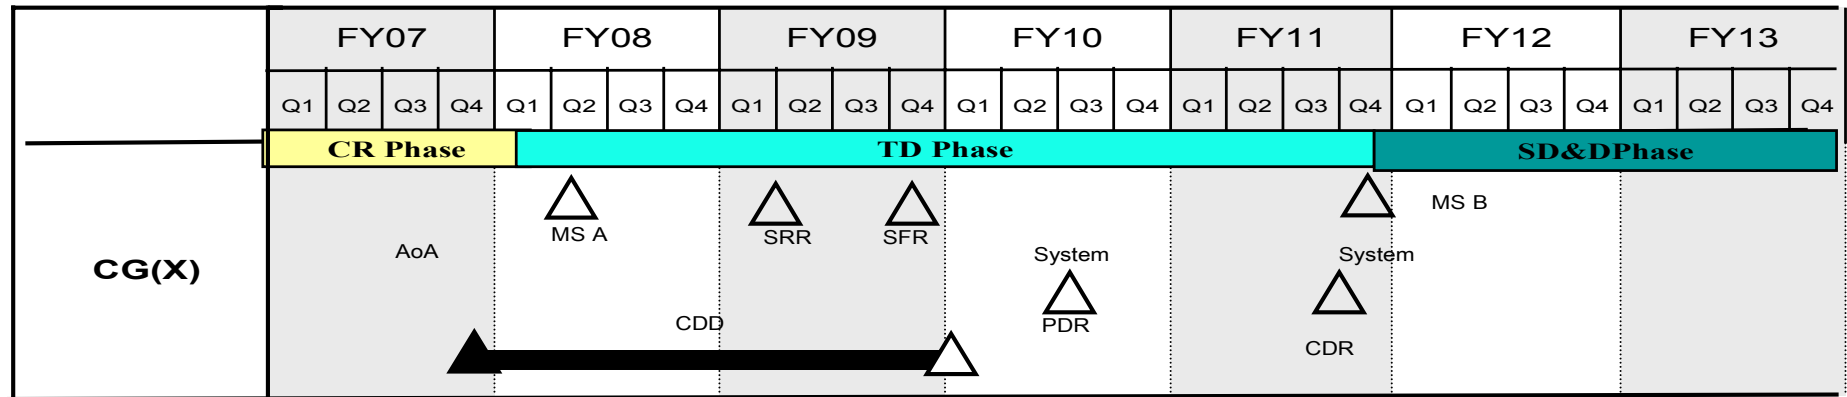 FY07 FY08 FY09 FY10 FY11 FY12 FY13
Q1 Q2 Q3 Q4 Q1 Q2 Q3 Q4 Q1 Q2 Q3 Q4 Q1 Q2 Q3 Q4 Q1 Q2 Q3 Q4 Q1 Q2 Q3 Q4 Q1 Q2 Q3 Q4
CR Phase TD Phase SD&DPhase
MS B
MS A SRR SFR
AoA System System
CG(X)
CDD PDR
CDR